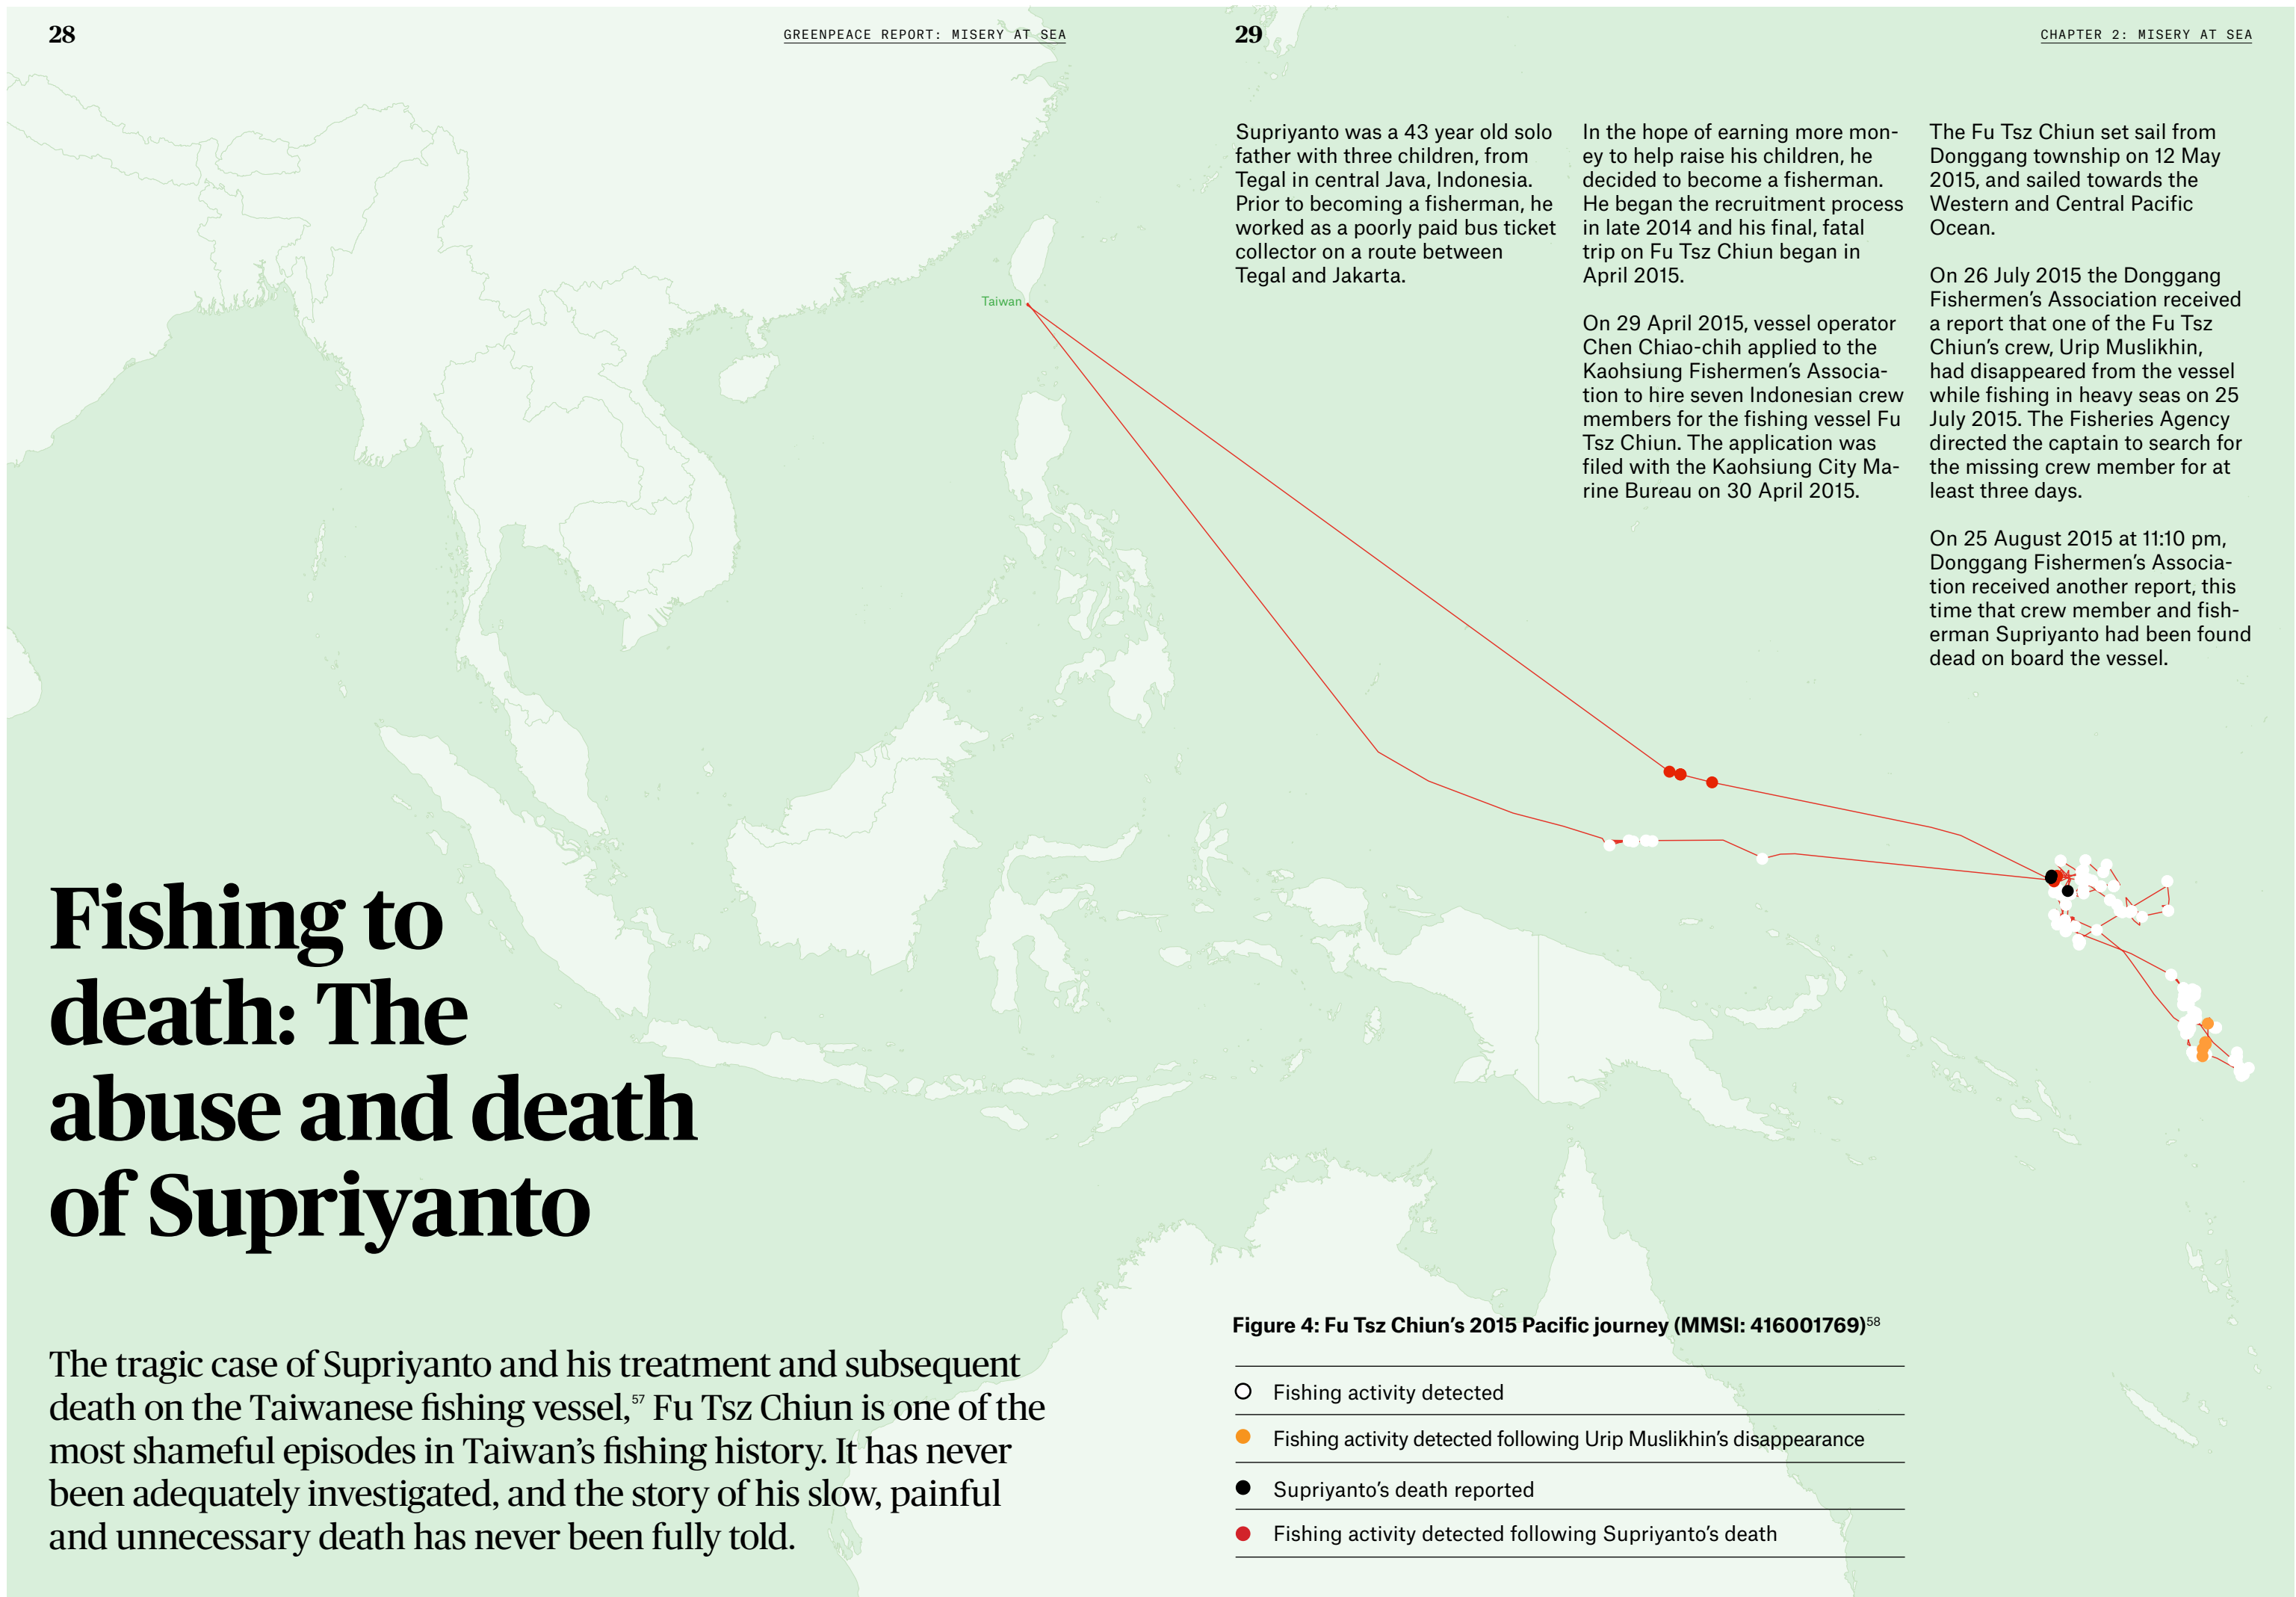 28
GREENPEACE REPORT: MISERY AT SEA
Taiwan
Fishing to
death: The
abuse and death
of Supriyanto
The tragic case of Supriyanto and his treatment and subsequent
death on the Taiwanese fishing vessel,57 Fu Tsz Chiun is one of the
most shameful episodes in Taiwan’s fishing history. It has never
been adequately investigated, and the story of his slow, painful
and unnecessary death has never been fully told.
29
CHAPTER 2: MISERY AT SEA
Supriyanto was a 43 year old solo
father with three children, from
Tegal in central Java, Indonesia.
Prior to becoming a fisherman, he
worked as a poorly paid bus ticket
collector on a route between
Tegal and Jakarta.
In the hope of earning more mon-
ey to help raise his children, he
decided to become a fisherman.
He began the recruitment process
in late 2014 and his final, fatal
trip on Fu Tsz Chiun began in
April 2015.
On 29 April 2015, vessel operator
Chen Chiao-chih applied to the
Kaohsiung Fishermen’s Associa-
tion to hire seven Indonesian crew
members for the fishing vessel Fu
Tsz Chiun. The application was
filed with the Kaohsiung City Ma-
rine Bureau on 30 April 2015.
The Fu Tsz Chiun set sail from
Donggang township on 12 May
2015, and sailed towards the
Western and Central Pacific
Ocean.
On 26 July 2015 the Donggang
Fishermen’s Association received
a report that one of the Fu Tsz
Chiun’s crew, Urip Muslikhin,
had disappeared from the vessel
while fishing in heavy seas on 25
July 2015. The Fisheries Agency
directed the captain to search for
the missing crew member for at
least three days.
On 25 August 2015 at 11:10 pm,
Donggang Fishermen’s Associa-
tion received another report, this
time that crew member and fish-
erman Supriyanto had been found
dead on board the vessel.
Figure 4: Fu Tsz Chiun’s 2015 Pacific journey (MMSI: 416001769)58
Fishing activity detected
Fishing activity detected following Urip Muslikhin’s disappearance
Supriyanto’s death reported
Fishing activity detected following Supriyanto’s death